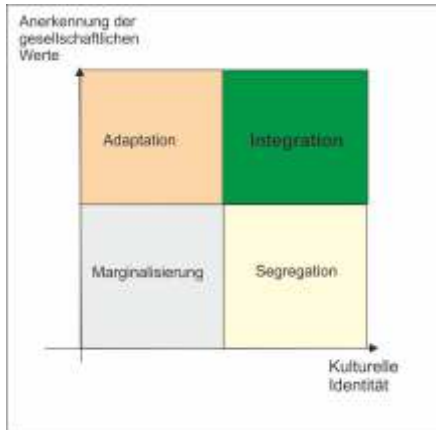 Anerkennung der
gesellschaftlichen
Werte
Adaptation
Integration
Marginalisierung
Segregation
Kulturelle
Identität